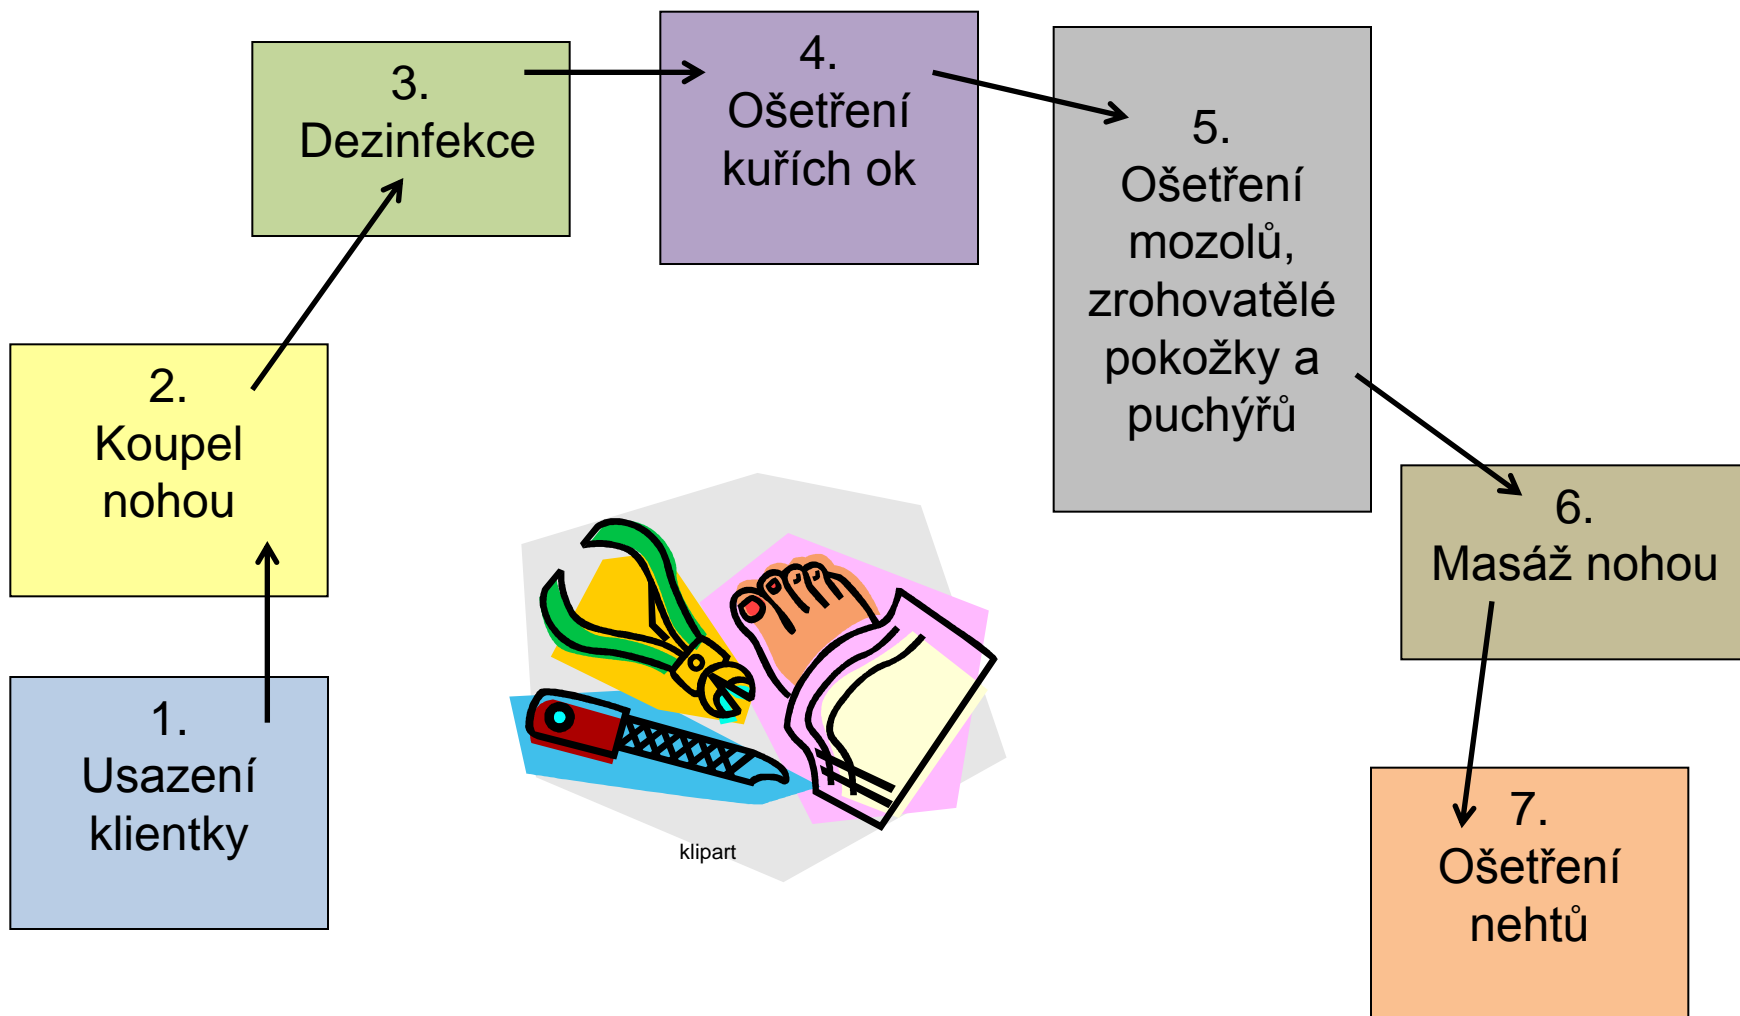 1.
Usazení
klientky
2.
Koupel
nohou
3.
Dezinfekce
4.
Ošetření
kuřích ok
5.
Ošetření
mozolů,
zrohovatělé
pokožky a
puchýřů
6.
Masáž nohou
7.
Ošetření
nehtů
klipart